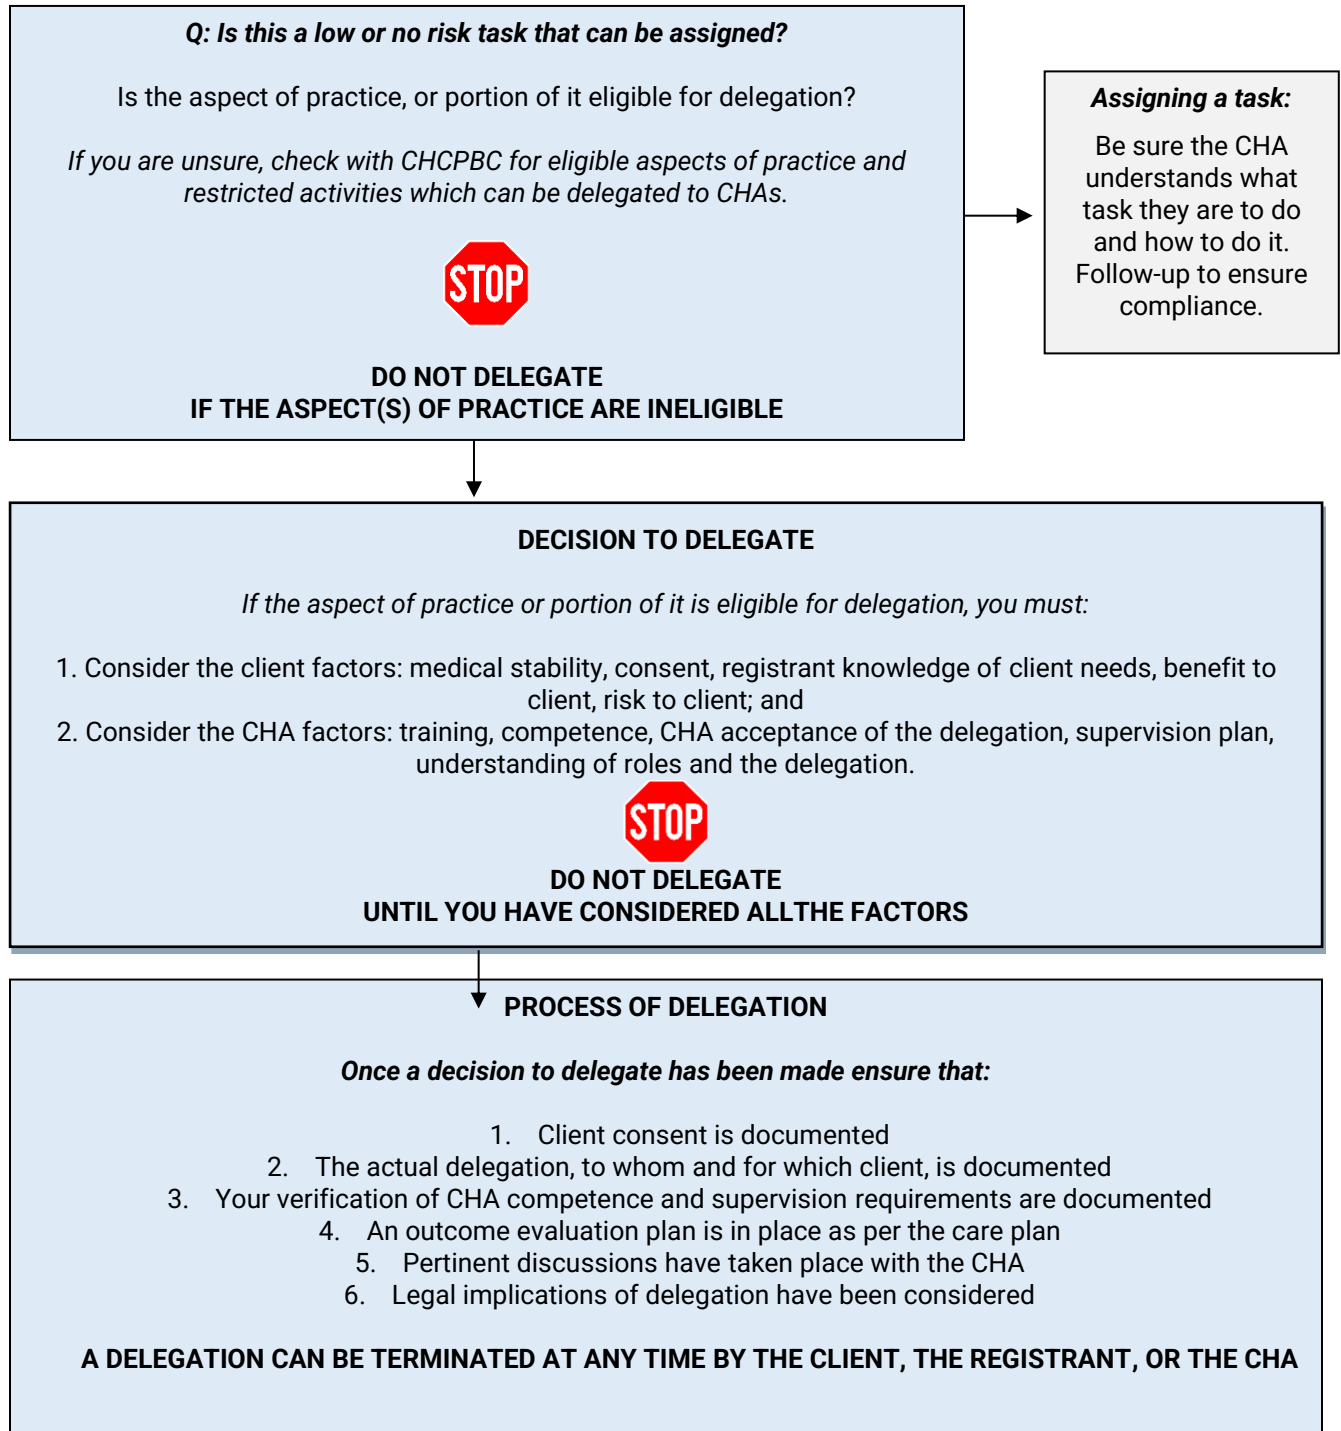 Q: Is this a low or no risk task that can be assigned?
Is the aspect of practice, or portion of it eligible for delegation?
If you are unsure, check with CHCPBC for eligible aspects of practice and
restricted activities which can be delegated to CHAs.
STOP
DO NOT DELEGATE
IF THE ASPECT(S) OF PRACTICE ARE INELIGIBLE
Assigning a task:
Be sure the CHA
understands what
task they are to do
and how to do it.
Follow-up to ensure
compliance.
DECISION TO DELEGATE
If the aspect of practice or portion of it is eligible for delegation, you must:
1. Consider the client factors: medical stability, consent, registrant knowledge of client needs, benefit to
client, risk to client; and
2. Consider the CHA factors: training, competence, CHA acceptance of the delegation, supervision plan,
understanding of roles and the delegation.
STOP
DO NOT DELEGATE
UNTIL YOU HAVE CONSIDERED ALLTHE FACTORS
PROCESS OF DELEGATION
Once a decision to delegate has been made ensure that:
1. Client consent is documented
2. The actual delegation, to whom and for which client, is documented
3. Your verification of CHA competence and supervision requirements are documented
4. An outcome evaluation plan is in place as per the care plan
5. Pertinent discussions have taken place with the CHA
6. Legal implications of delegation have been considered
A DELEGATION CAN BE TERMINATED AT ANY TIME BY THE CLIENT, THE REGISTRANT, OR THE CHA